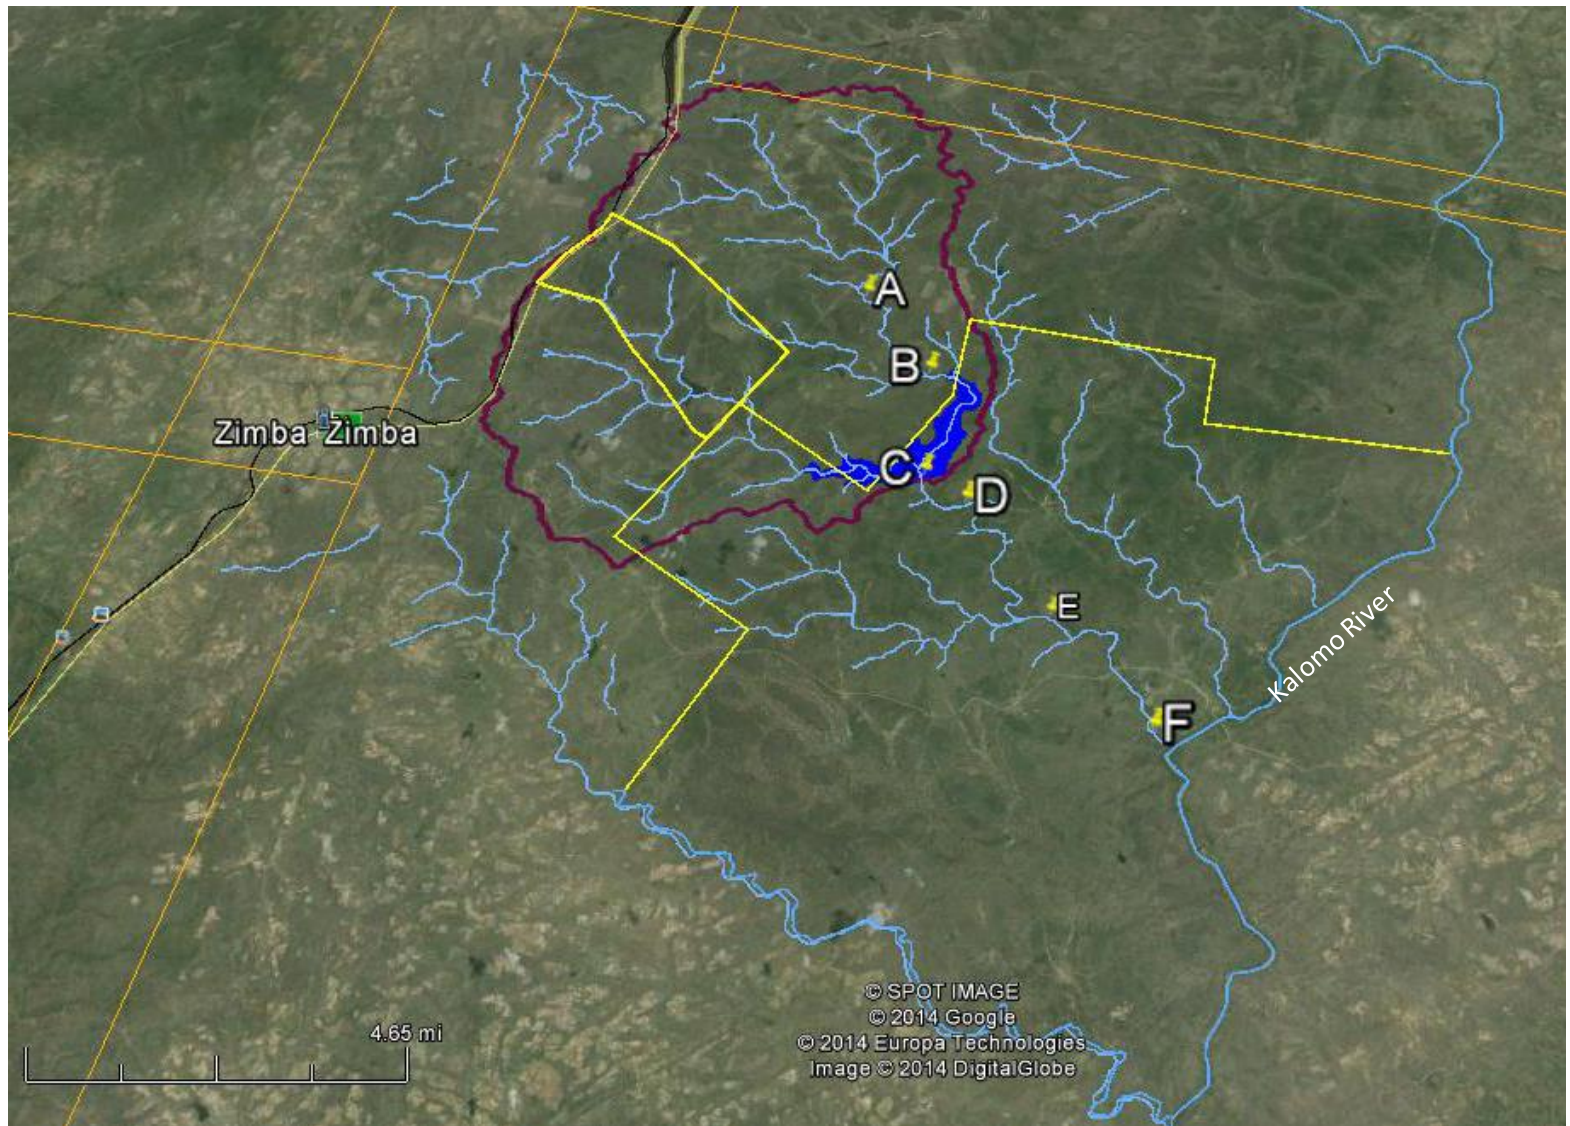 A
B
Zimba Zimba
C
D
E
Kalomo River
F
© SPOT IMAGE
© 2014 Google
© 2014 Europa Technologies
Image © 2014 DigitalGlobe
4.65 mi